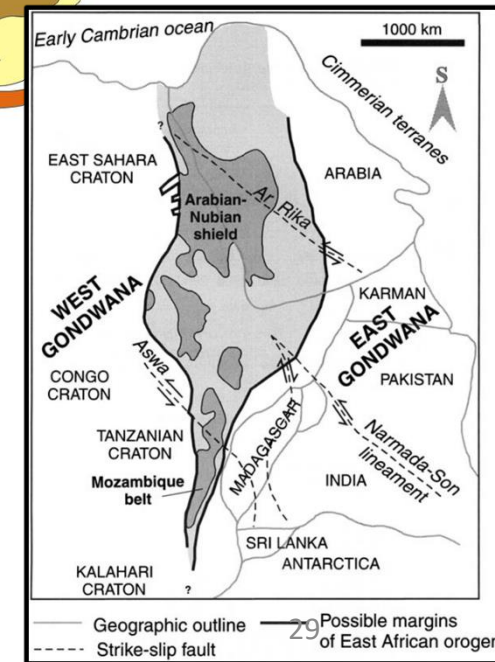 Early Cambrian ocean
1000 km
Cimmerian terranes
S
?
EAST SAHARA
CRATON
ARABIA
Arabian-
Nubian
shield
Ar Rika
WEST
GONDWANA
KARMAN
EAST
GONDWANA
Aswa
CONGO
CRATON
PAKISTAN
TANZANIAN
CRATON
MADAGASCAR
Narmada-Son
lineament
Mozambique
belt
INDIA
SRI LANKA
ANTARCTICA
KALAHARI
CRATON
?
Geographic outline
29
Possible margins
of East African oroger
Strike-slip fault